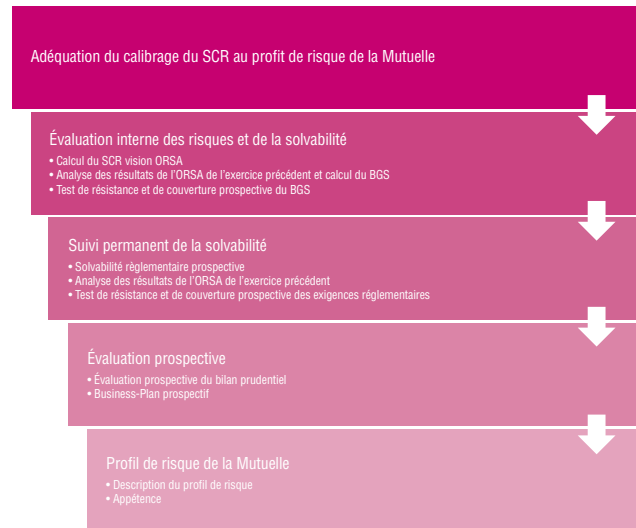 Adéquation du calibrage du SCR au profit de risque de la Mutuelle
Évaluation interne des risques et de la solvabilité
• Calcul du SCR vision ORSA
• Analyse des résultats de l'ORSA de l'exercice précédent et calcul du BGS
• Test de résistance et de couverture prospective du BGS
Suivi permanent de la solvabilité
• Solvabilité règlementaire prospective
• Analyse des résultats de l'ORSA de l'exercice précédent
• Test de résistance et de couverture prospective des exigences réglementaires
Évaluation prospective
• Évaluation prospective du bilan prudentiel
• Business-Plan prospectif
Profil de risque de la Mutuelle
• Description du profil de risque
• Appétence